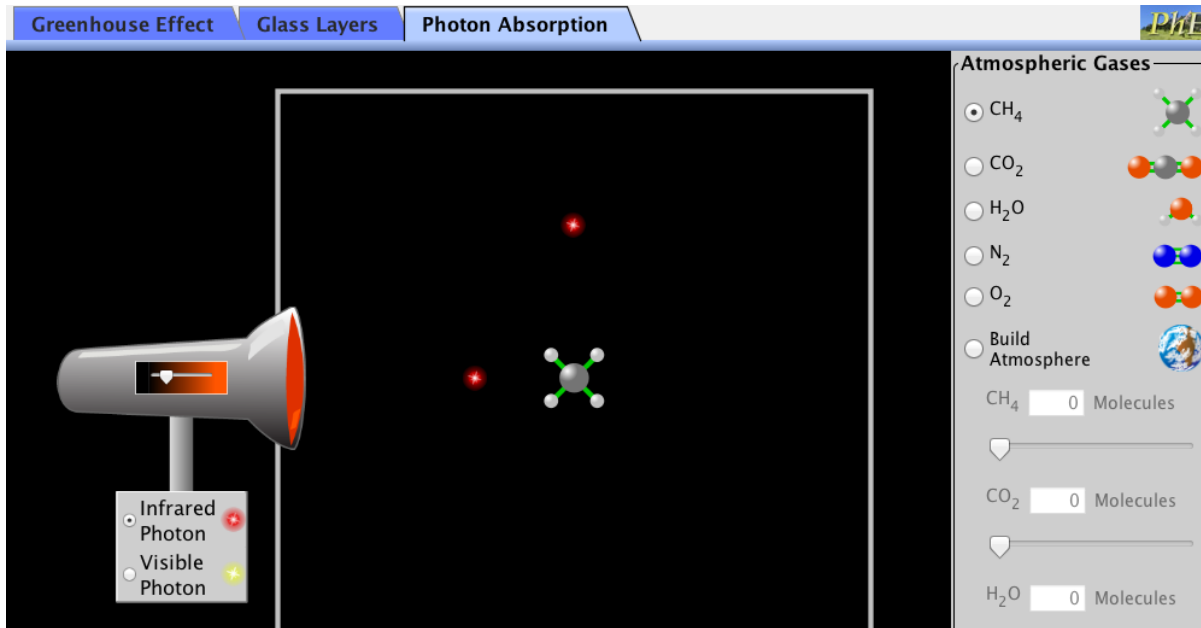 Greenhouse Effect
Glass Layers
Photon Absorption
PhE
Atmospheric Gases
CH4
CO2
H2O
N2
O2
Build
Atmosphere
CH4 0 Molecules
CO2 0 Molecules
H2O 0 Molecules
Infrared
Photon
Visible
Photon